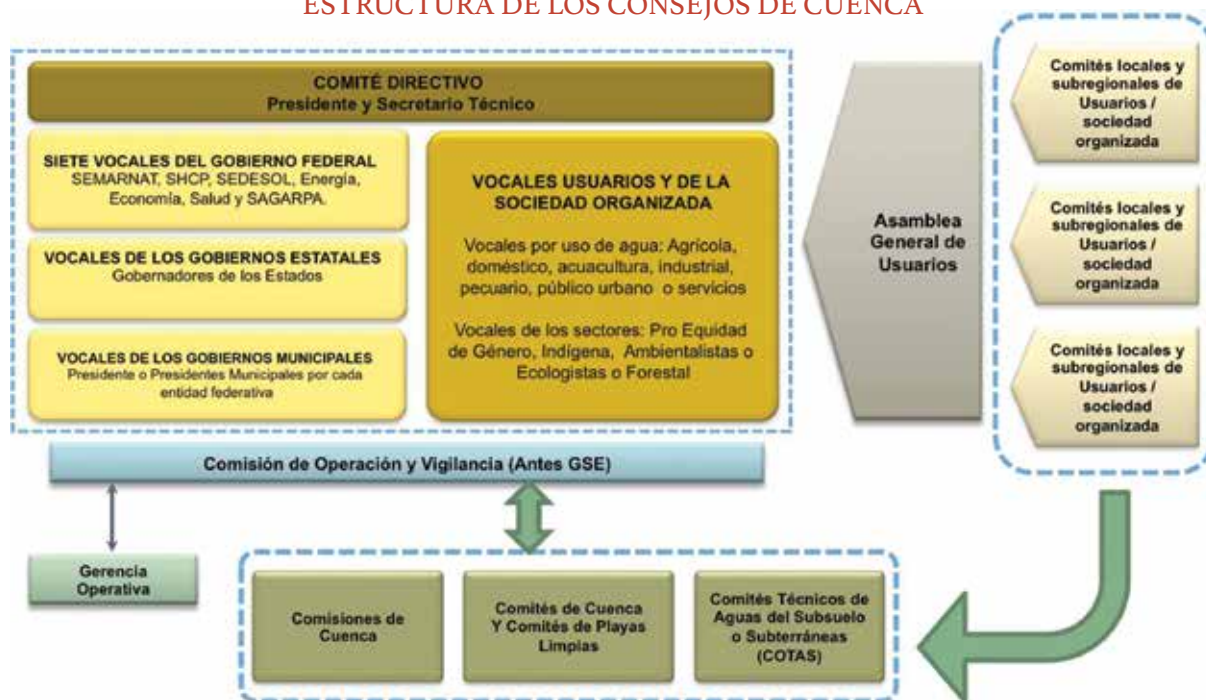 ESTRUCTURA DE LOS CONSEJOS DE CUENCA
COMITÉ DIRECTIVO
Presidente y Secretario Técnico
SIETE VOCALES DEL GOBIERNO FEDERAL
SEMARNAT, SHCP, SEDESOL, Energía,
Economía, Salud y SAGARPA.
VOCALES DE LOS GOBIERNOS ESTATALES
Gobernadores de los Estados
VOCALES DE LOS GOBIERNOS MUNICIPALES
Presidente o Presidentes Municipales por cada
entidad federativa
VOCALES USUARIOS Y DE LA
SOCIEDAD ORGANIZADA
Vocales por uso de agua: Agrícola,
doméstico, acuacultura, industrial,
pecuario, público urbano o servicios
Vocales de los sectores: Pro Equidad
de Género, Indígena, Ambientalistas o
Ecologistas o Forestal
Asamblea
General de
Usuarios
Comités locales y
subregionales de
Usuarios /
sociedad
organizada
Comités locales y
subregionales de
Usuarios /
sociedad
organizada
Comités locales y
subregionales de
Usuarios /
sociedad
organizada
Comisión de Operación y Vigilancia (Antes GSE)
Gerencia
Operativa
Comisiones de
Cuenca
Comités de Cuenca
Y Comités de Playas
Limpias
Comités Técnicos de
Aguas del Subsuelo
o Subterráneas
(COTAS)